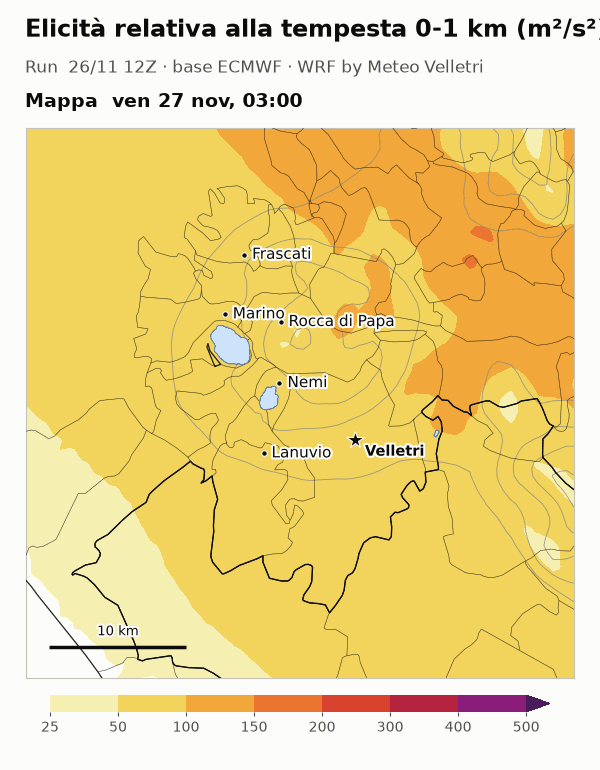 Elicità relativa alla tempesta 0-1 km (m²/s²)
Run 26/11 12Z · base ECMWF · WRF by Meteo Velletri
Mappa ven 27 nov, 03:00
Frascati
Marino
Rocca di Papa
Nemi
Velletri
Lanuvio
10 km
25 50 100 150 200 300 400 500